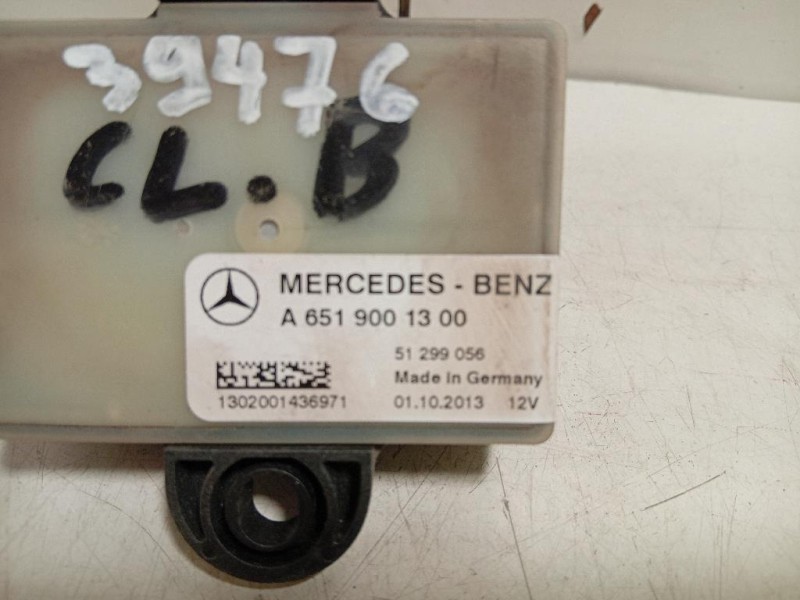 39476
CL.B
MERCEDES - BENZ
A 651 900 13 00
51 299 056
Made in Germany
1302001436971 01.10.2013 12V